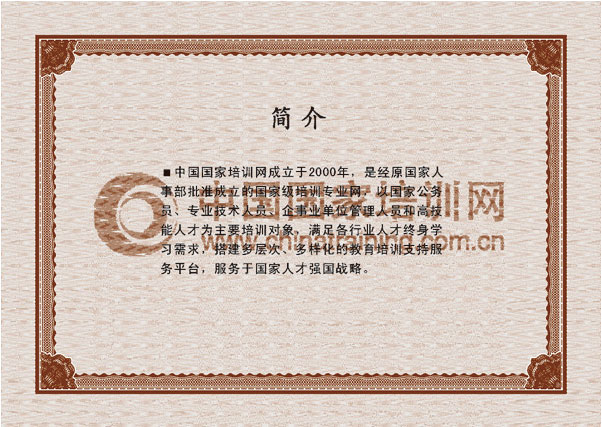 简介
■中国国家培训网成立于2000年，是经原国家人
事部批准成立的国家级培训专业网，以国家公务
员、专业技术人员、企事业单位管理人员和高技
能人才为主要培训对象，满足各行业人才终身学
习需求，搭建多层次、多样化的教育培训支持服
务平台，服务于国家人才强国战略。
中国国家培训网
www.chinatraining.com.cn